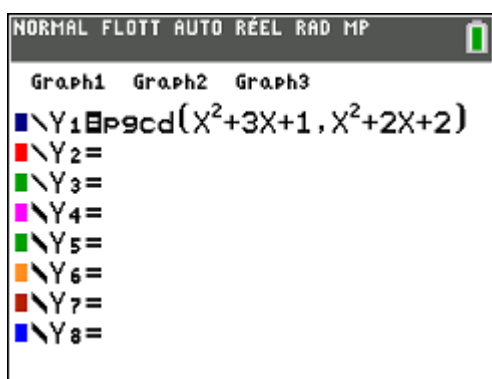 NORMAL FLOTT AUTO RÉEL RAD MP
Graph1 Graph2 Graph3
\Y₁=pgcd(X²+3X+1,X²+2X+2)
\Y₂=
\Y₃=
\Y₄=
\Y₅=
\Y₆=
\Y₇=
\Y₈=